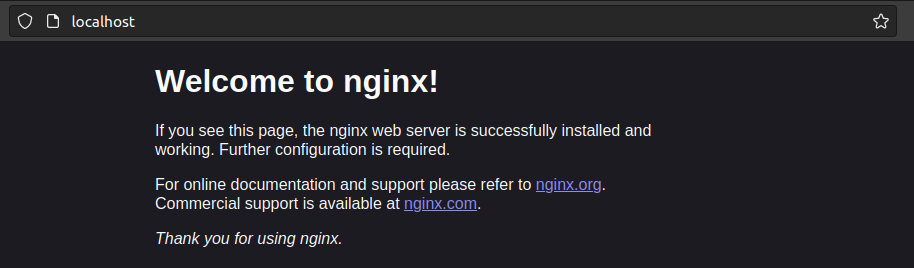 localhost
Welcome to nginx!
If you see this page, the nginx web server is successfully installed and
working. Further configuration is required.
For online documentation and support please refer to nginx.org.
Commercial support is available at nginx.com.
Thank you for using nginx.